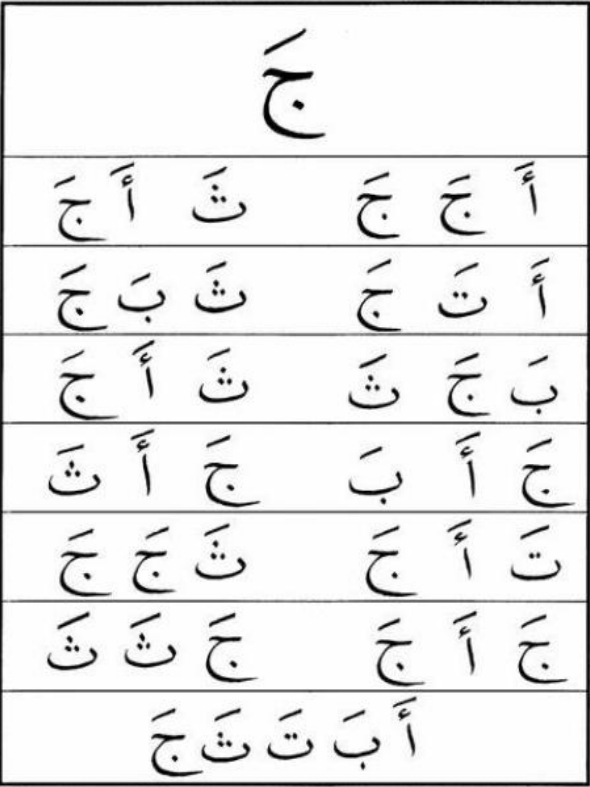 جَ
أَ جَ جَ ثَ أَ جَ
أَ تَ جَ ثَ بَ جَ
بَ جَ ثَ ثَ أَ جَ
جَ أَ بَ جَ أَ ثَ
تَ أَ جَ ثَ جَ جَ
جَ أَ جَ جَ ثَ ثَ
أَ بَ تَ ثَ جَ